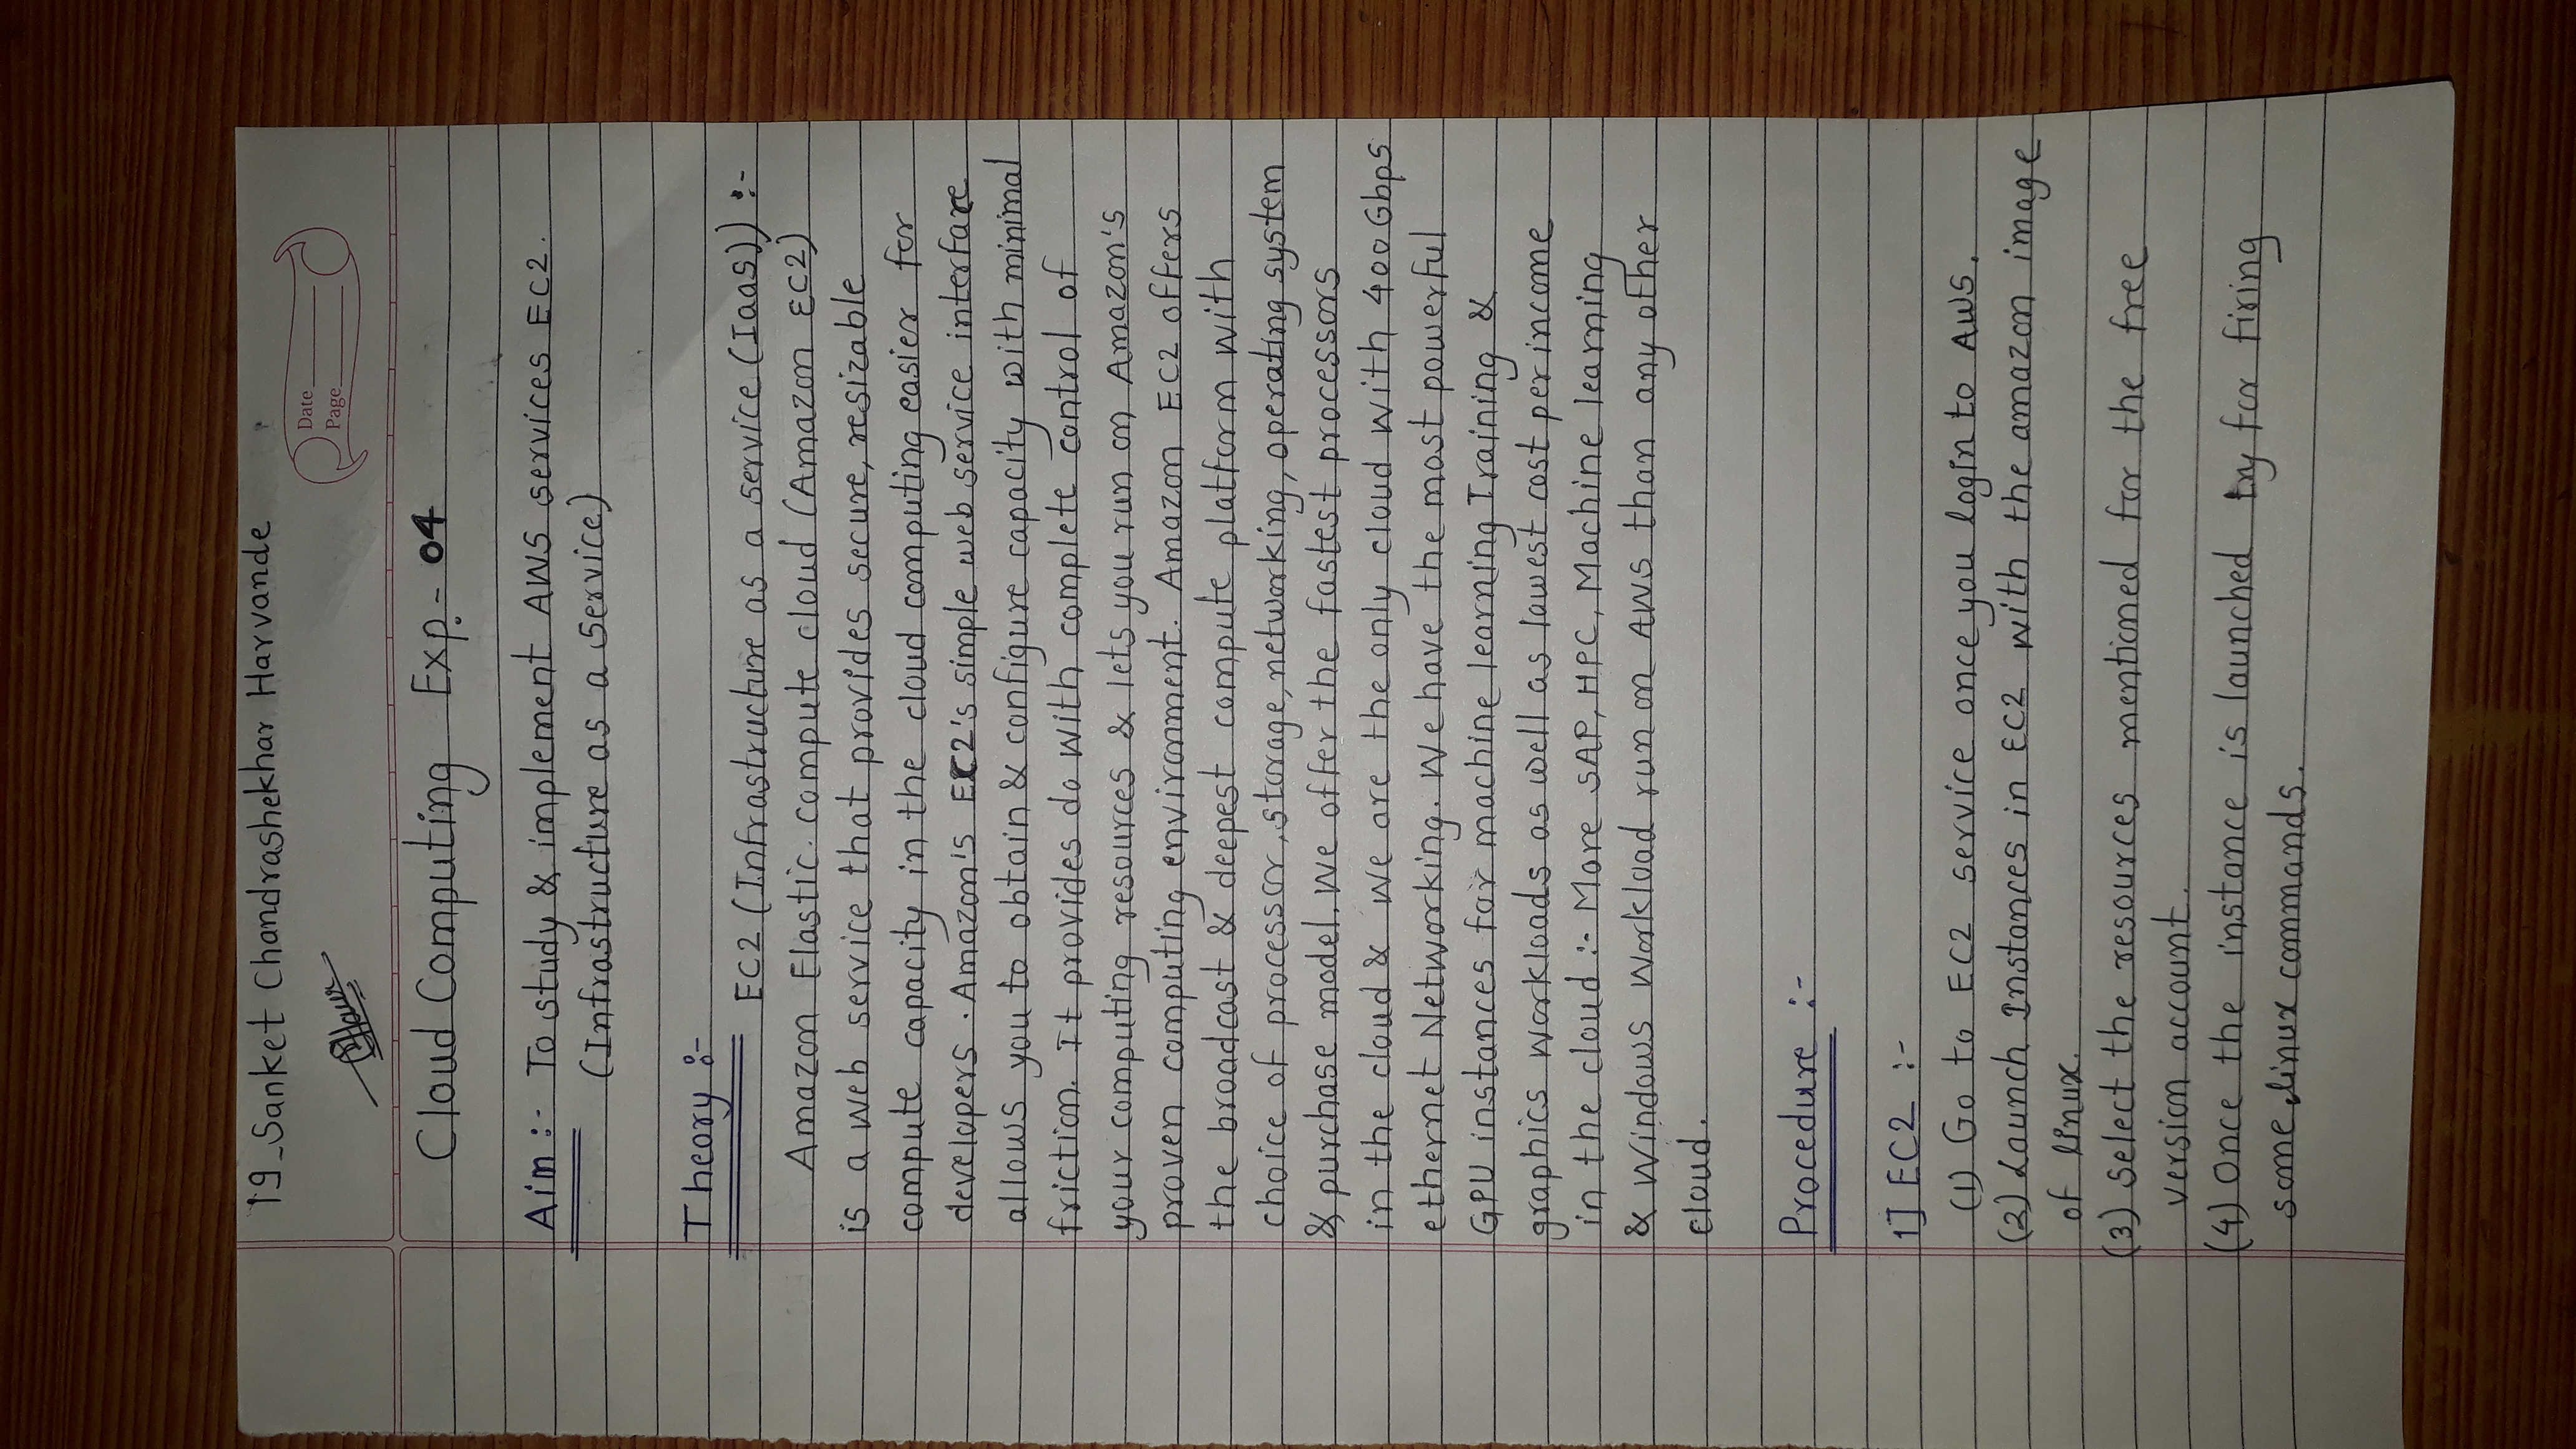 19_Sanket Chandrashekhar Harvande
Date
Page
Cloud Computing Exp.- 04
Aim :- To study & implement AWS services EC2.
(Infrastructure as a Service)
Theory :-
EC2 (Infrastructure as a service (IaaS)) :-
Amazon Elastic. compute cloud (Amazon EC2)
is a web service that provides secure, resizable
compute capacity in the cloud computing easier for
developers. Amazon's EC2's simple web service interface
allows you to obtain & configure capacity with minimal
friction. It provides do with complete control of
your computing resources & lets you run on Amazon's
proven computing environment. Amazon EC2 offers
the broadcast & deepest compute platform with
choice of processor, storage, networking, operating system
& purchase model. We offer the fastest processors
in the cloud & we are the only cloud with 400 Gbps
ethernet Networking. We have the most powerful
GPU instances for machine learning Training &
graphics workloads as well as lowest cost per income
in the cloud :- More SAP, HPC, Machine learning
& Windows Workload run on AWS than any other
cloud.
Procedure :-
1] EC2 :-
(1) Go to EC2 service once you login to AWS.
(2) Launch Instances in EC2 with the amazon image
of linux.
(3) Select the resources mentioned for the free
version account.
(4) Once the instance is launched try for firing
some linux commands.